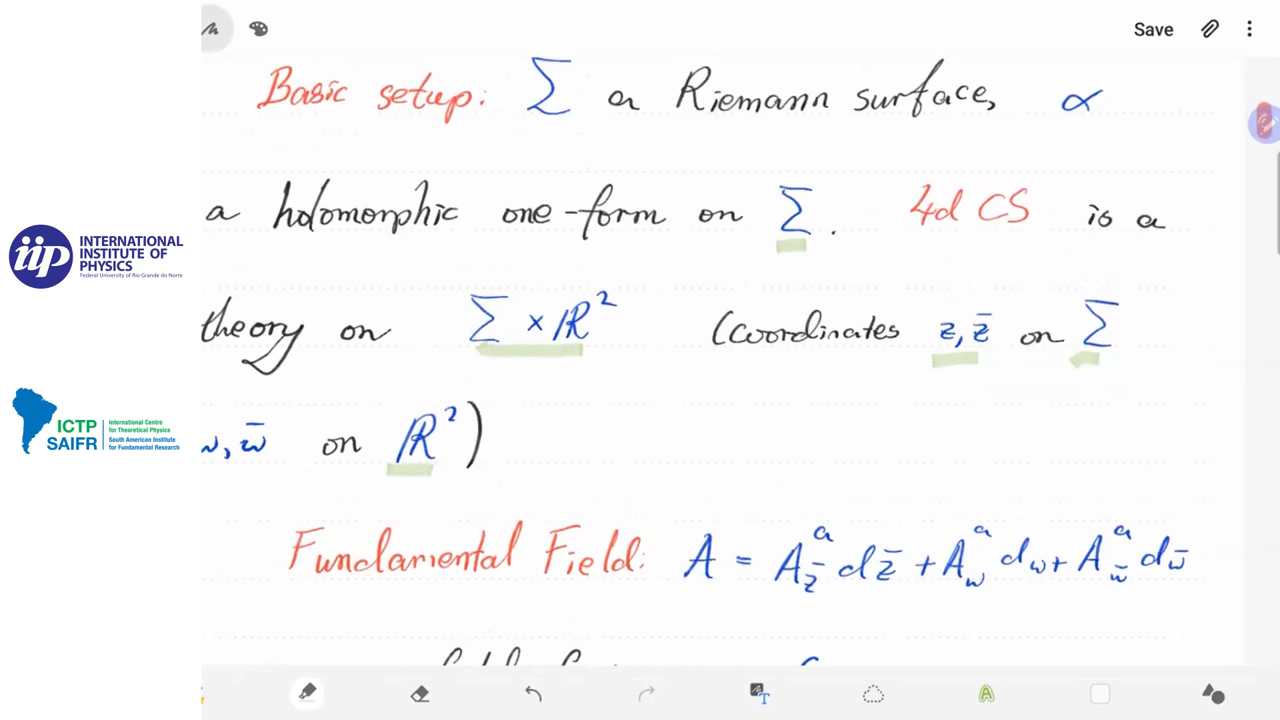 Save
Basic setup: Σ a Riemann surface, α
a holomorphic one-form on Σ. 4d CS is a
theory on Σ × ℝ² (coordinates z, z̄ on Σ
w, w̄ on ℝ²)
Fundamental Field: A = A^a_z̄ dz̄ + A^a_w dw + A^a_w̄ dw̄
iip
INTERNATIONAL
INSTITUTE OF
PHYSICS
Federal University of Rio Grande do Norte
ICTP
SAIFR
International Centre
for Theoretical Physics
South American Institute
for Fundamental Research